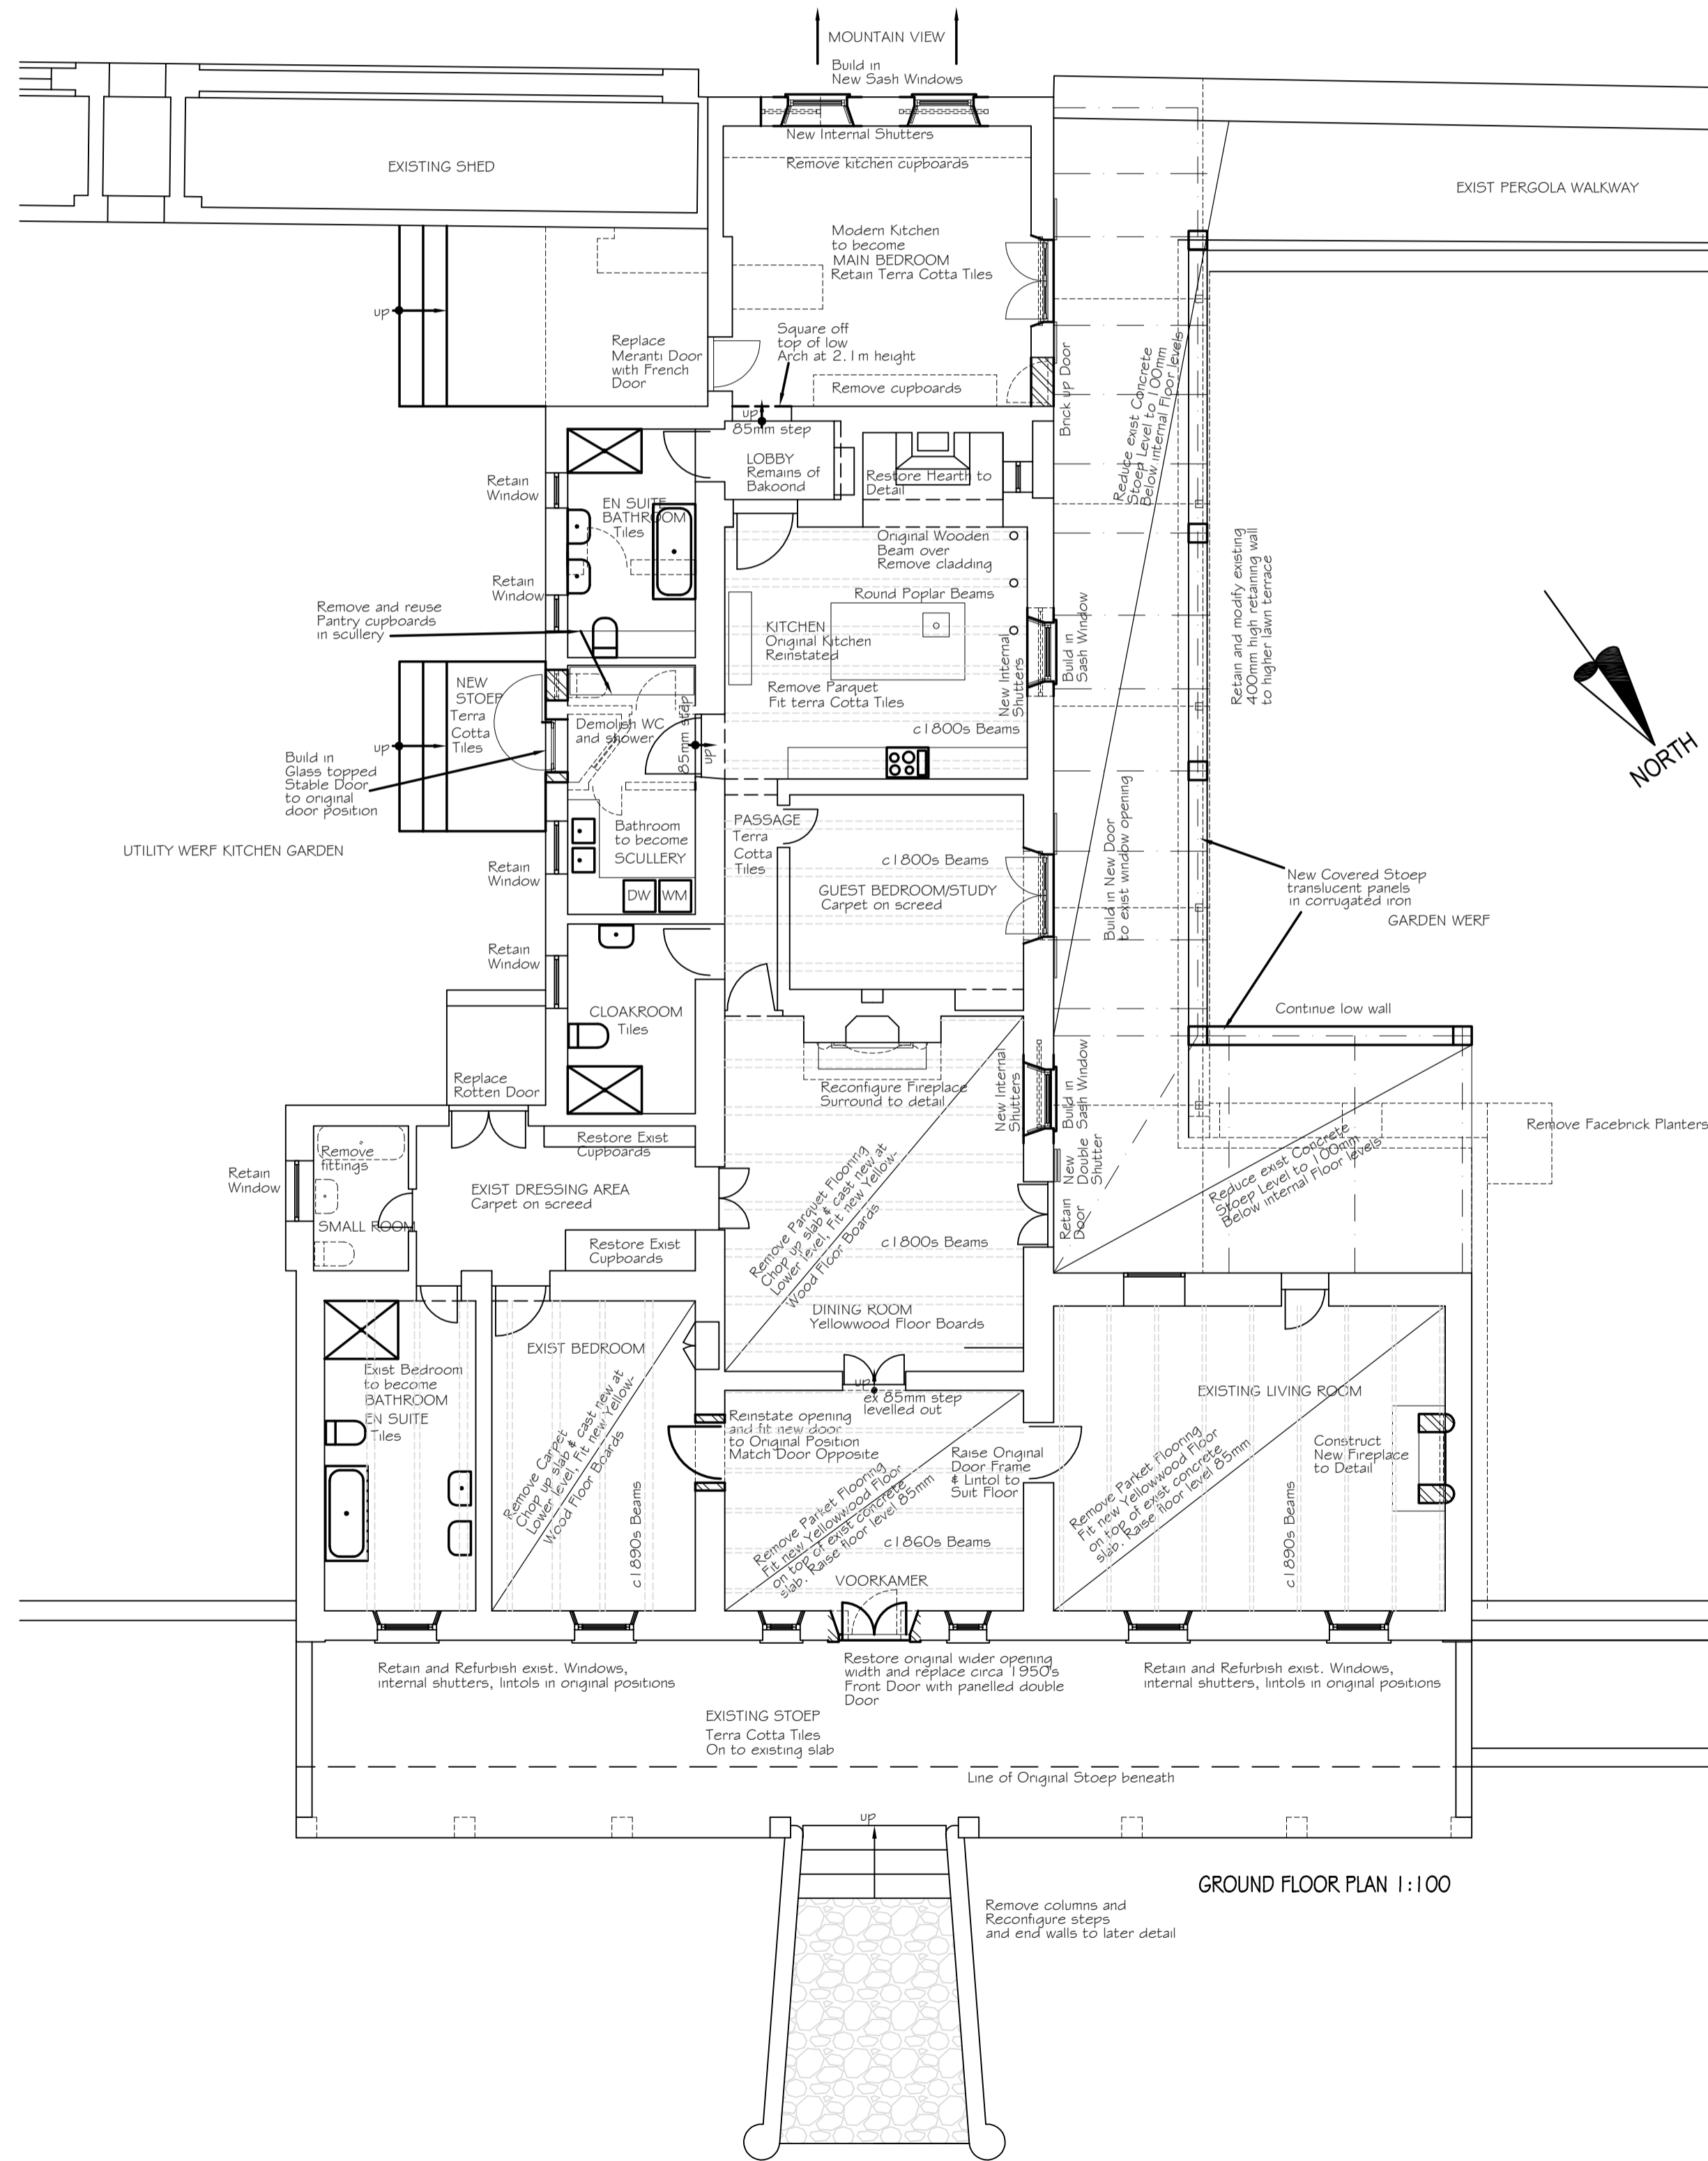 MOUNTAIN VIEW
Build in
New Sash Windows
New Internal Shutters
Remove kitchen cupboards
EXISTING SHED
EXIST PERGOLA WALKWAY
Modern Kitchen
to become
MAIN BEDROOM
Retain Terra Cotta Tiles
up
Replace
Meranti Door
with French
Door
Square off
top of low
Arch at 2.1m height
Remove cupboards
Brick up Door
Reduce exist Concrete
Stoep Level to 100mm
Below internal Floor levels
up
85mm step
LOBBY
Remains of
Bakoond
Restore Hearth to
Detail
Retain
Window
EN SUITE
BATHROOM
Tiles
Original Wooden
Beam over
Remove cladding
Round Poplar Beams
Retain
Window
Remove and reuse
Pantry cupboards
in scullery
KITCHEN
Original Kitchen
Reinstated
New Internal
Shutters
Build in
Sash Window
Retain and modify existing
400mm high retaining wall
to higher lawn terrace
NORTH
Remove Parquet
Fit terra Cotta Tiles
c1800s Beams
NEW
STOEP
Terra
Cotta
Tiles
up
Demolish WC
and shower
85mm step
up
Build in
Glass topped
Stable Door
to original
door position
UTILITY WERF KITCHEN GARDEN
Bathroom
to become
SCULLERY
DW
WM
Retain
Window
PASSAGE
Terra
Cotta
Tiles
c1800s Beams
GUEST BEDROOM/STUDY
Carpet on screed
Build in New Door
to exist window opening
New Covered Stoep
translucent panels
in corrugated iron
GARDEN WERF
Retain
Window
CLOAKROOM
Tiles
Continue low wall
Replace
Rotten Door
Reconfigure Fireplace
Surround to detail
New Internal
Shutters
Build in
Sash Window
New
Double
Shutter
Retain
Door
Remove Facebrick Planters
Reduce exist Concrete
Stoep Level to 100mm
Below internal Floor levels
Restore Exist
Cupboards
Remove
fittings
Retain
Window
SMALL ROOM
EXIST DRESSING AREA
Carpet on screed
Restore Exist
Cupboards
Remove Parquet Flooring
Chop up slab & cast new at
Lower level, Fit new Yellow-
Wood Floor Boards
c1800s Beams
DINING ROOM
Yellowwood Floor Boards
Exist Bedroom
to become
BATHROOM
EN SUITE
Tiles
EXIST BEDROOM
Remove Carpet
Chop up slab & cast new at
Lower level, Fit new Yellow-
Wood Floor Boards
c1890s Beams
up
ex 85mm step
levelled out
Reinstate opening
and fit new door
to Original Position
Match Door Opposite
Raise Original
Door Frame
& Lintol to
Suit Floor
Remove Parket Flooring
Fit new Yellowwood Floor
on top of exist concrete
slab. Raise floor level 85mm
c1860s Beams
VOORKAMER
EXISTING LIVING ROOM
Remove Parket Flooring
Fit new Yellowwood Floor
on top of exist concrete
slab. Raise floor level 85mm
Construct
New Fireplace
to Detail
c1890s Beams
Retain and Refurbish exist. Windows,
internal shutters, lintols in original positions
Restore original wider opening
width and replace circa 1950's
Front Door with panelled double
Door
Retain and Refurbish exist. Windows,
internal shutters, lintols in original positions
EXISTING STOEP
Terra Cotta Tiles
On to existing slab
Line of Original Stoep beneath
up
GROUND FLOOR PLAN 1:100
Remove columns and
Reconfigure steps
and end walls to later detail